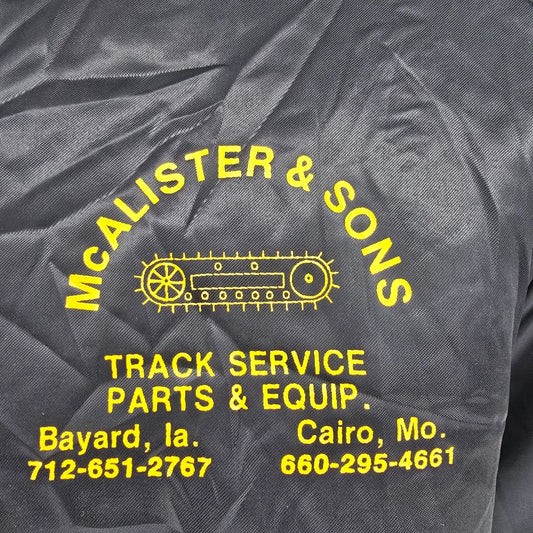 McALISTER & SONS
TRACK SERVICE
PARTS & EQUIP.
Bayard, Ia.
712-651-2767
Cairo, Mo.
660-295-4661